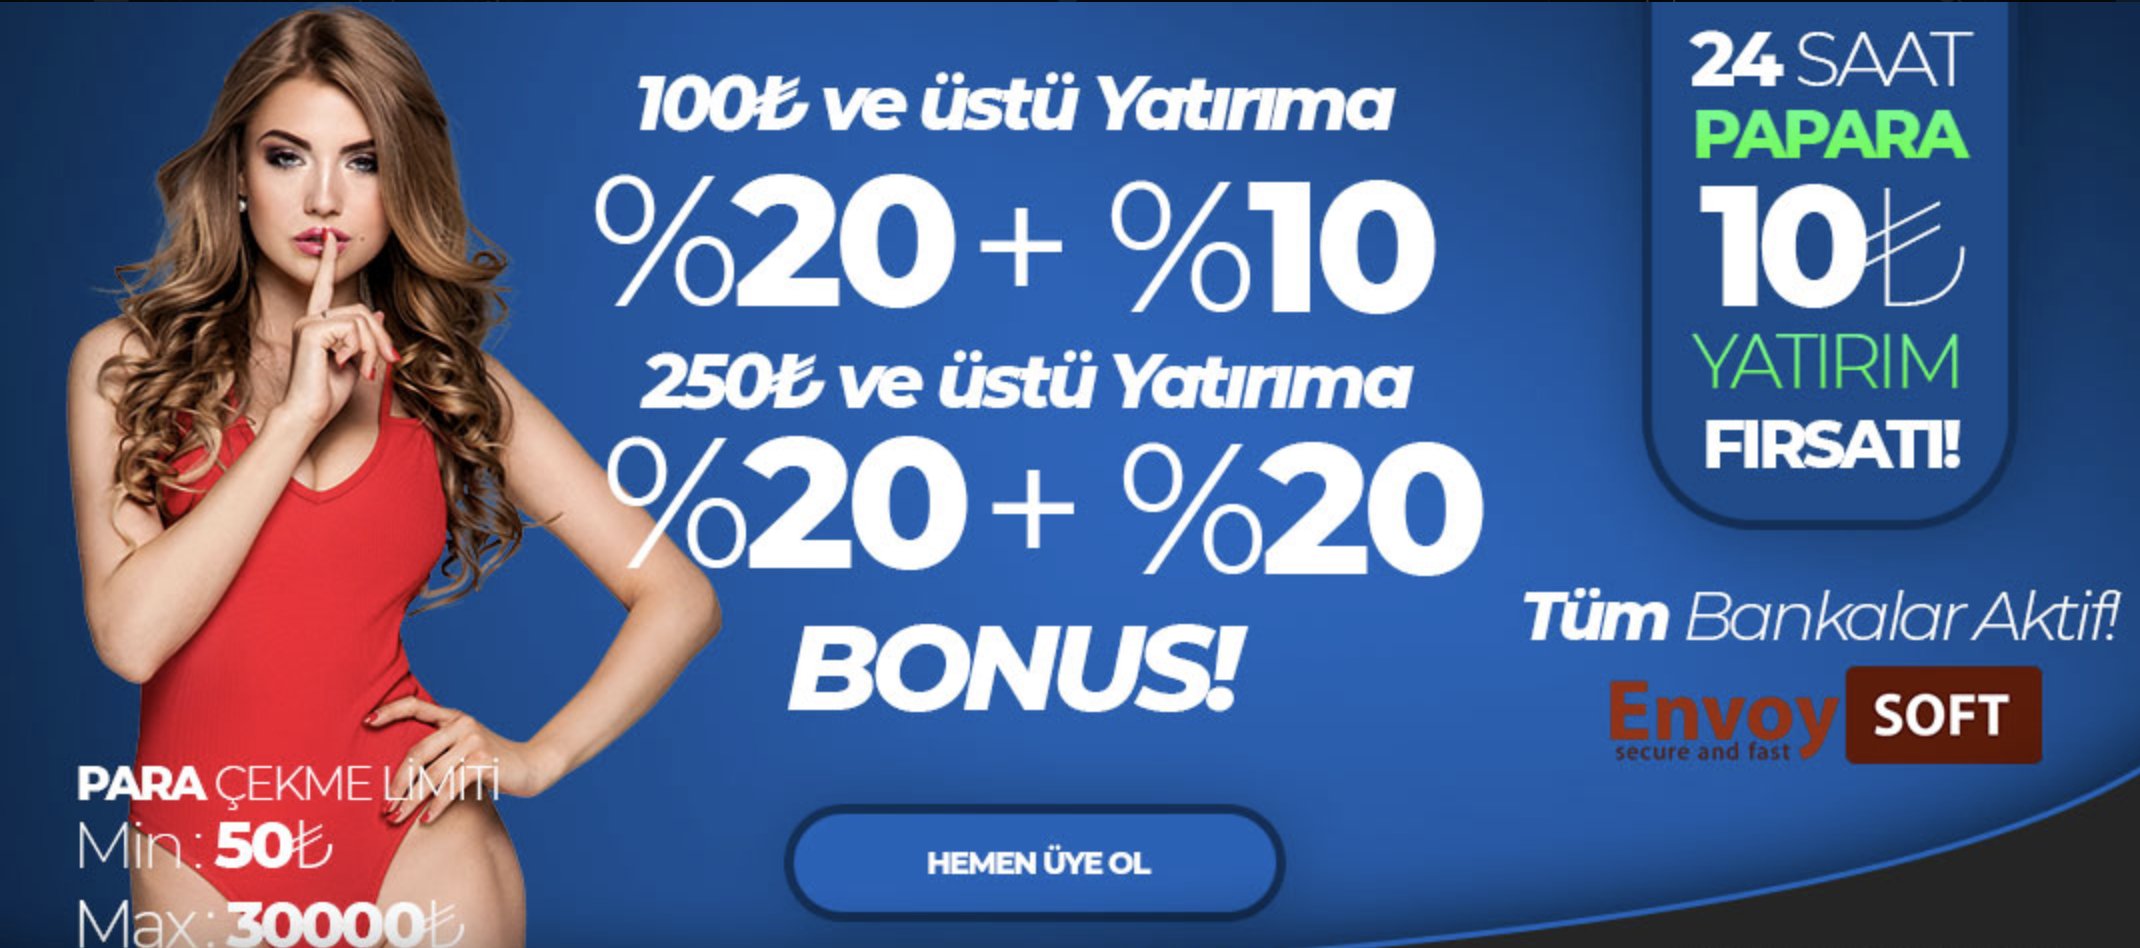 100₺ ve üstü Yatırıma
%20 + %10
250₺ ve üstü Yatırıma
%20 + %20
BONUS!
HEMEN ÜYE OL
24 SAAT
PAPARA
10₺
YATIRIM
FIRSATI!
Tüm Bankalar Aktif!
Envoy SOFT
secure and fast
PARA ÇEKME LİMİTİ
Min: 50₺
Max: 30000₺